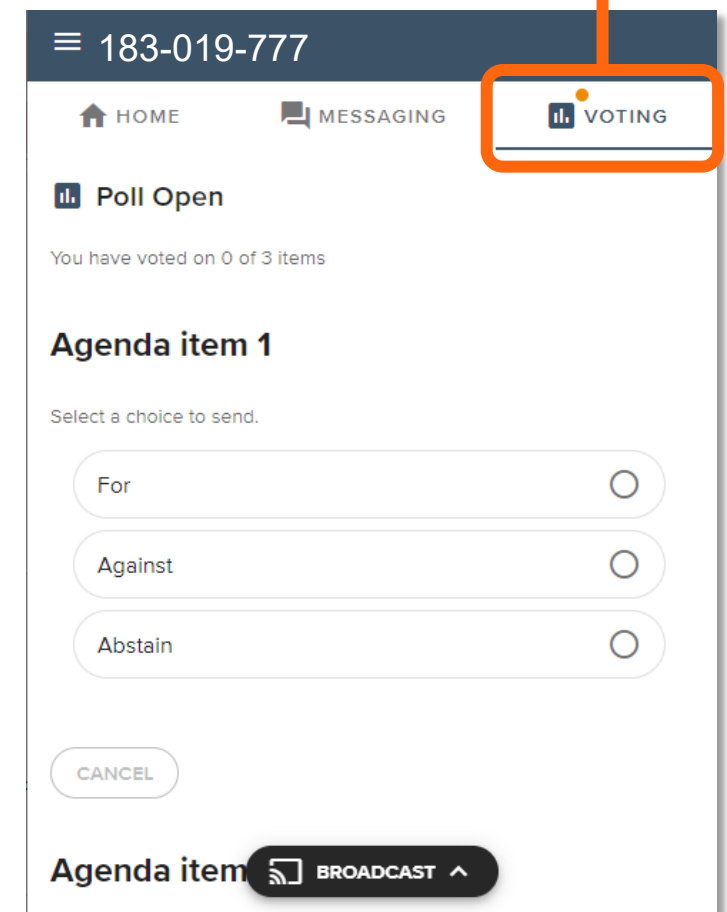 183-019-777
HOME MESSAGING VOTING
Poll Open
You have voted on 0 of 3 items
Agenda item 1
Select a choice to send.
For
Against
Abstain
CANCEL
Agenda item
BROADCAST